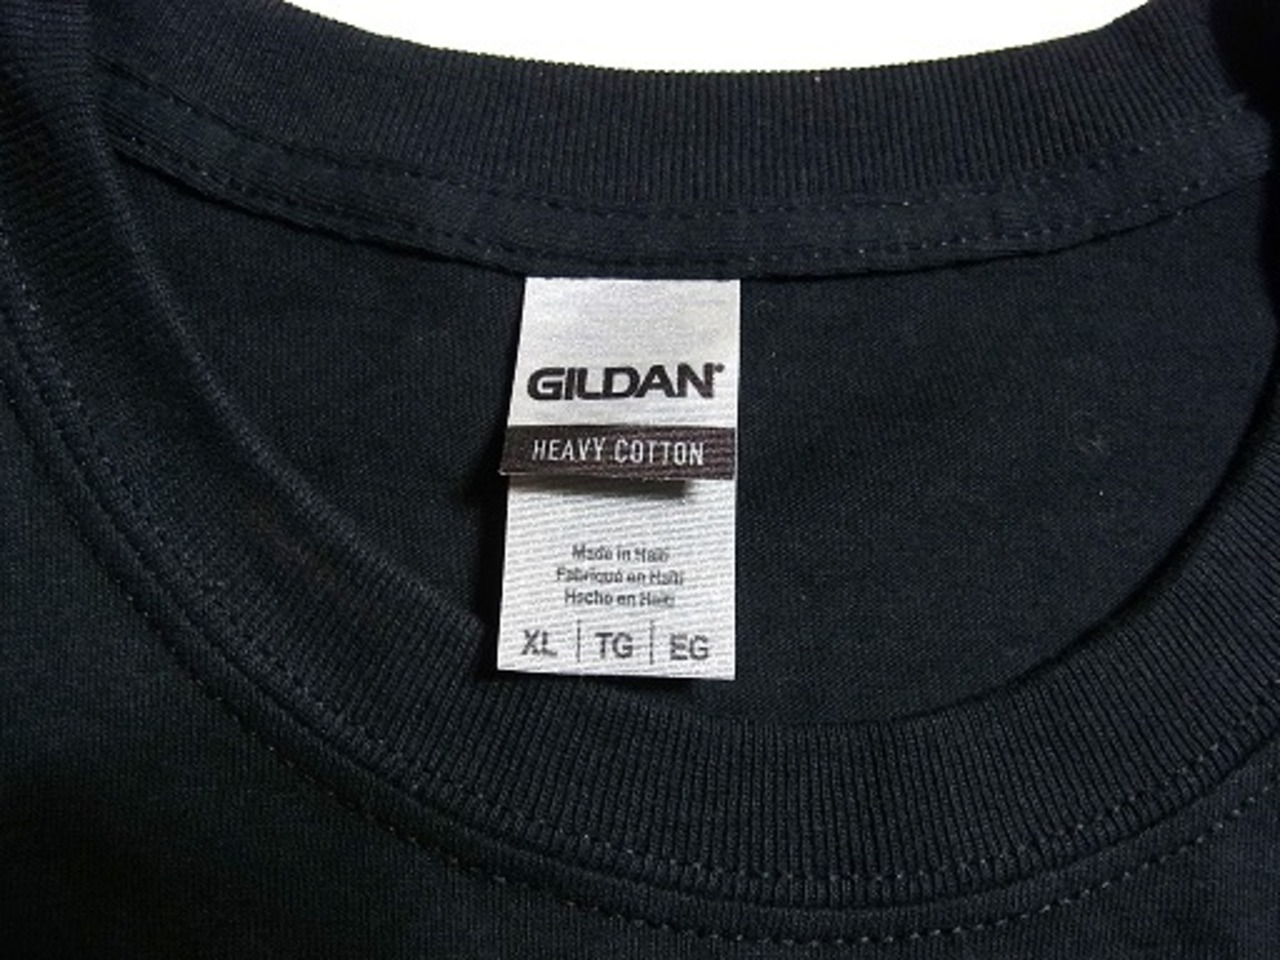 GILDAN®
HEAVY COTTON
Made in Haiti
Fabriqué en Haïti
Hecho en Haití
XL | TG | EG